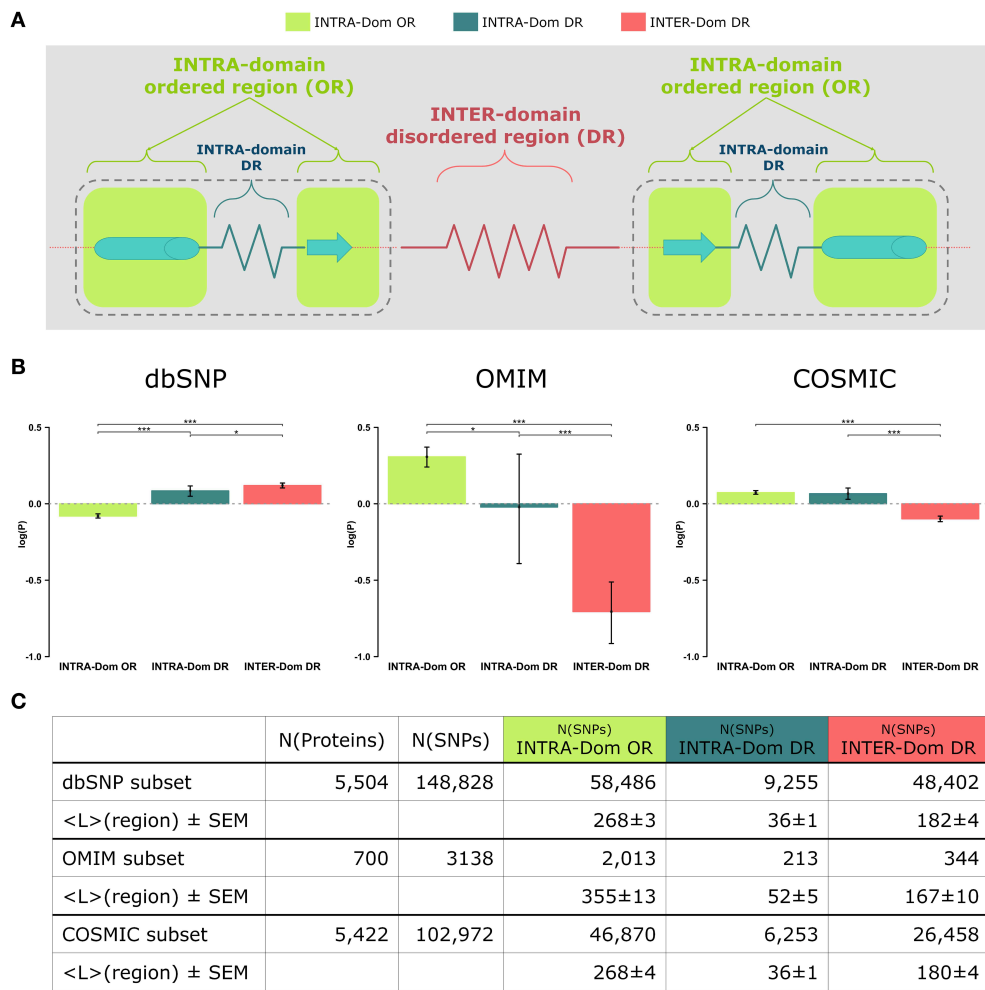 A
INTRA-Dom OR INTRA-Dom DR INTER-Dom DR
INTRA-domain
ordered region (OR)
INTRA-domain
DR
INTER-domain
disordered region (DR)
INTRA-domain
ordered region (OR)
INTRA-domain
DR
B
dbSNP
log(P)
0.5
0.0
-0.5
-1.0
***
***
*
INTRA-Dom OR INTRA-Dom DR INTER-Dom DR
OMIM
log(P)
0.5
0.0
-0.5
-1.0
***
*
***
INTRA-Dom OR INTRA-Dom DR INTER-Dom DR
COSMIC
log(P)
0.5
0.0
-0.5
-1.0
***
***
INTRA-Dom OR INTRA-Dom DR INTER-Dom DR
C
N(Proteins) N(SNPs) N(SNPs) INTRA-Dom OR N(SNPs) INTRA-Dom DR N(SNPs) INTER-Dom DR
dbSNP subset 5,504 148,828 58,486 9,255 48,402
<L>(region) ± SEM 268±3 36±1 182±4
OMIM subset 700 3138 2,013 213 344
<L>(region) ± SEM 355±13 52±5 167±10
COSMIC subset 5,422 102,972 46,870 6,253 26,458
<L>(region) ± SEM 268±4 36±1 180±4